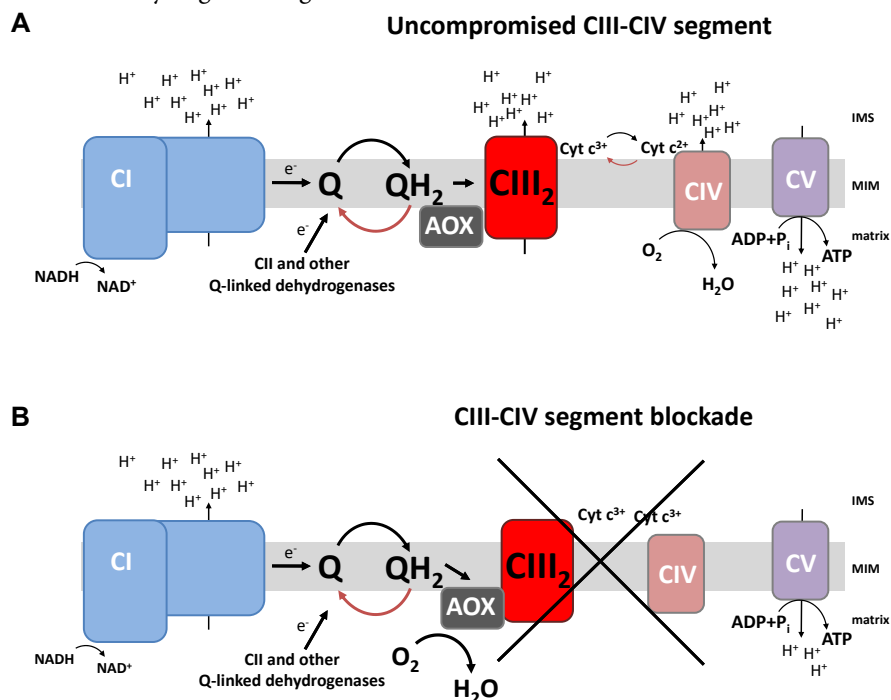 A
Uncompromised CIII-CIV segment
H⁺ H⁺ H⁺ H⁺
H⁺ H⁺ H⁺ H⁺
H⁺ H⁺
H⁺ H⁺
H⁺
H⁺ H⁺ H⁺
H⁺ H⁺ H⁺
H⁺ H⁺
H⁺ H⁺
H⁺ H⁺ H⁺
IMS
MIM
matrix
CI
e⁻
Q
QH₂
AOX
CIII₂
Cyt c³⁺
Cyt c²⁺
CIV
CV
e⁻
CII and other
Q-linked dehydrogenases
NADH
NAD⁺
O₂
H₂O
ADP+Pᵢ
ATP
H⁺ H⁺
H⁺ H⁺ H⁺
H⁺ H⁺
H⁺ H⁺
B
CIII-CIV segment blockade
H⁺ H⁺ H⁺ H⁺
H⁺ H⁺ H⁺ H⁺
H⁺ H⁺
IMS
MIM
matrix
CI
e⁻
Q
QH₂
AOX
CIII₂
Cyt c³⁺
Cyt c³⁺
CIV
CV
e⁻
CII and other
Q-linked dehydrogenases
NADH
NAD⁺
O₂
H₂O
ADP+Pᵢ
ATP
H⁺ H⁺
H⁺